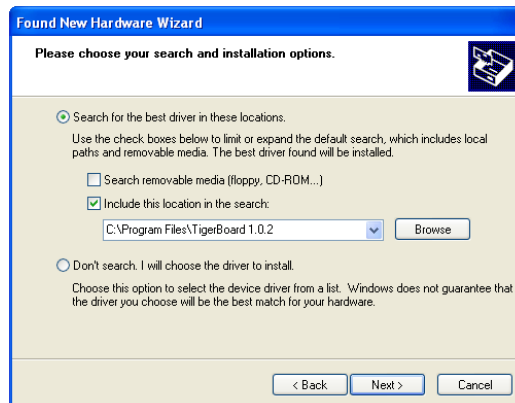 Found New Hardware Wizard
Please choose your search and installation options.
Search for the best driver in these locations.
Use the check boxes below to limit or expand the default search, which includes local
paths and removable media. The best driver found will be installed.
Search removable media (floppy, CD-ROM...)
Include this location in the search:
C:\Program Files\TigerBoard 1.0.2
Browse
Don't search. I will choose the driver to install.
Choose this option to select the device driver from a list. Windows does not guarantee that
the driver you choose will be the best match for your hardware.
< Back
Next >
Cancel